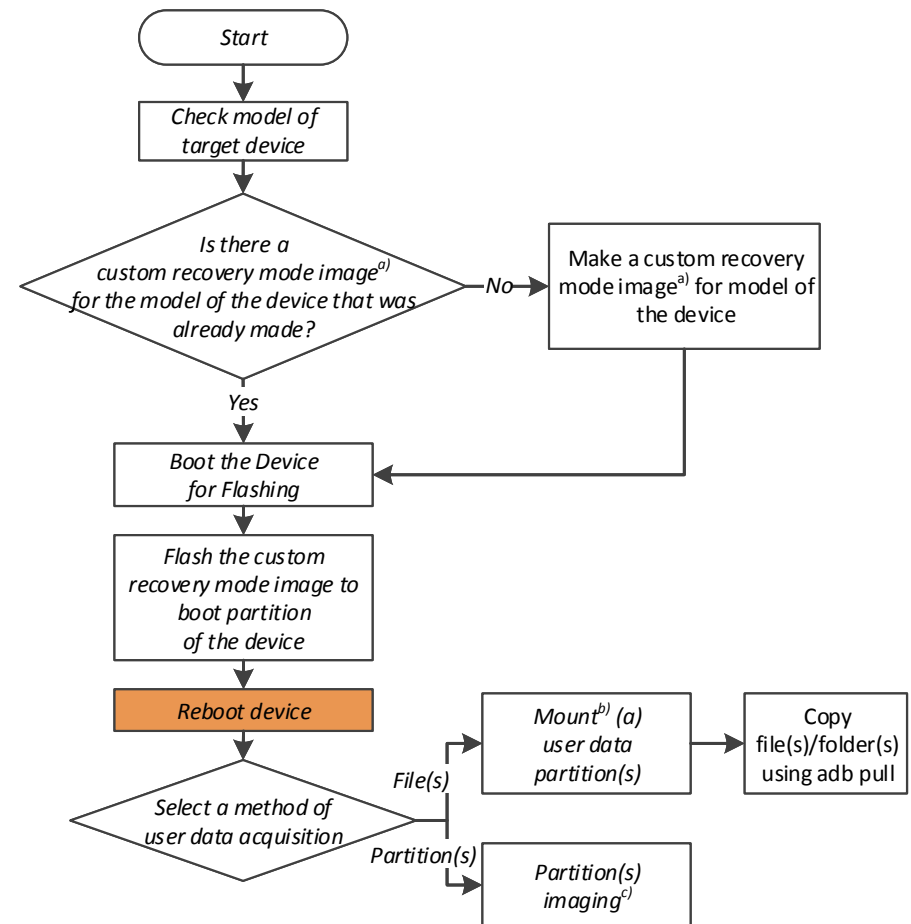 Start
Check model of
target device
Is there a
custom recovery mode imageᵃ⁾
for the model of the device that was
already made?
No
Make a custom recovery
mode imageᵃ⁾ for model of
the device
Yes
Boot the Device
for Flashing
Flash the custom
recovery mode image to
boot partition
of the device
Reboot device
Select a method of
user data acquisition
File(s)
Mountᵇ⁾ (a)
user data
partition(s)
Copy
file(s)/folder(s)
using adb pull
Partition(s)
Partition(s)
imagingᶜ⁾